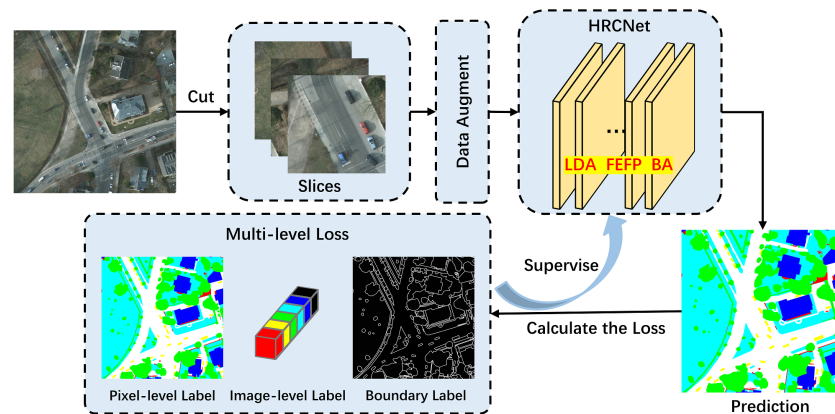 Cut
Slices
Data Augment
HRCNet
...
LDA FEFP BA
Multi-level Loss
Supervise
Calculate the Loss
Pixel-level Label
Image-level Label
Boundary Label
Prediction